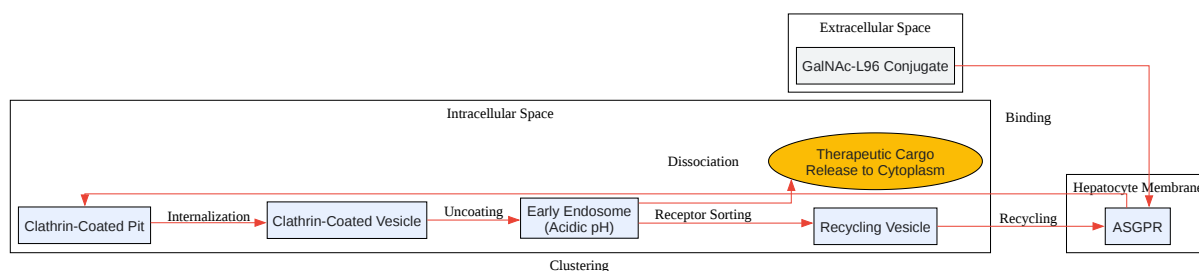 Extracellular Space
GalNAc-L96 Conjugate
Intracellular Space
Binding
Dissociation
Therapeutic Cargo
Release to Cytoplasm
Hepatocyte Membrane
Clathrin-Coated Pit
Internalization
Clathrin-Coated Vesicle
Uncoating
Early Endosome
(Acidic pH)
Receptor Sorting
Recycling Vesicle
Recycling
ASGPR
Clustering